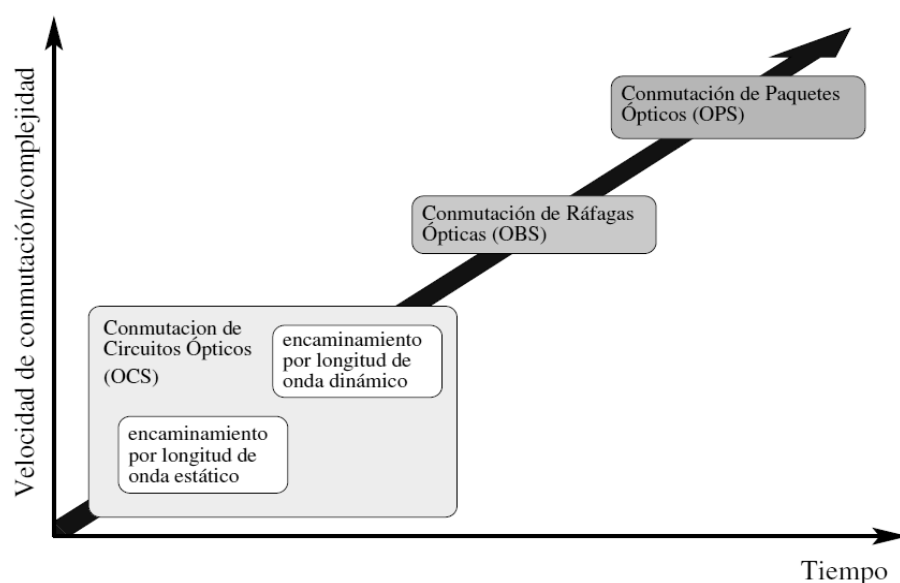 Velocidad de conmutación/complejidad
Conmutación de Paquetes
Ópticos (OPS)
Conmutación de Ráfagas
Ópticas (OBS)
Conmutacion de
Circuitos Ópticos
(OCS)
encaminamiento
por longitud de
onda dinámico
encaminamiento
por longitud de
onda estático
Tiempo